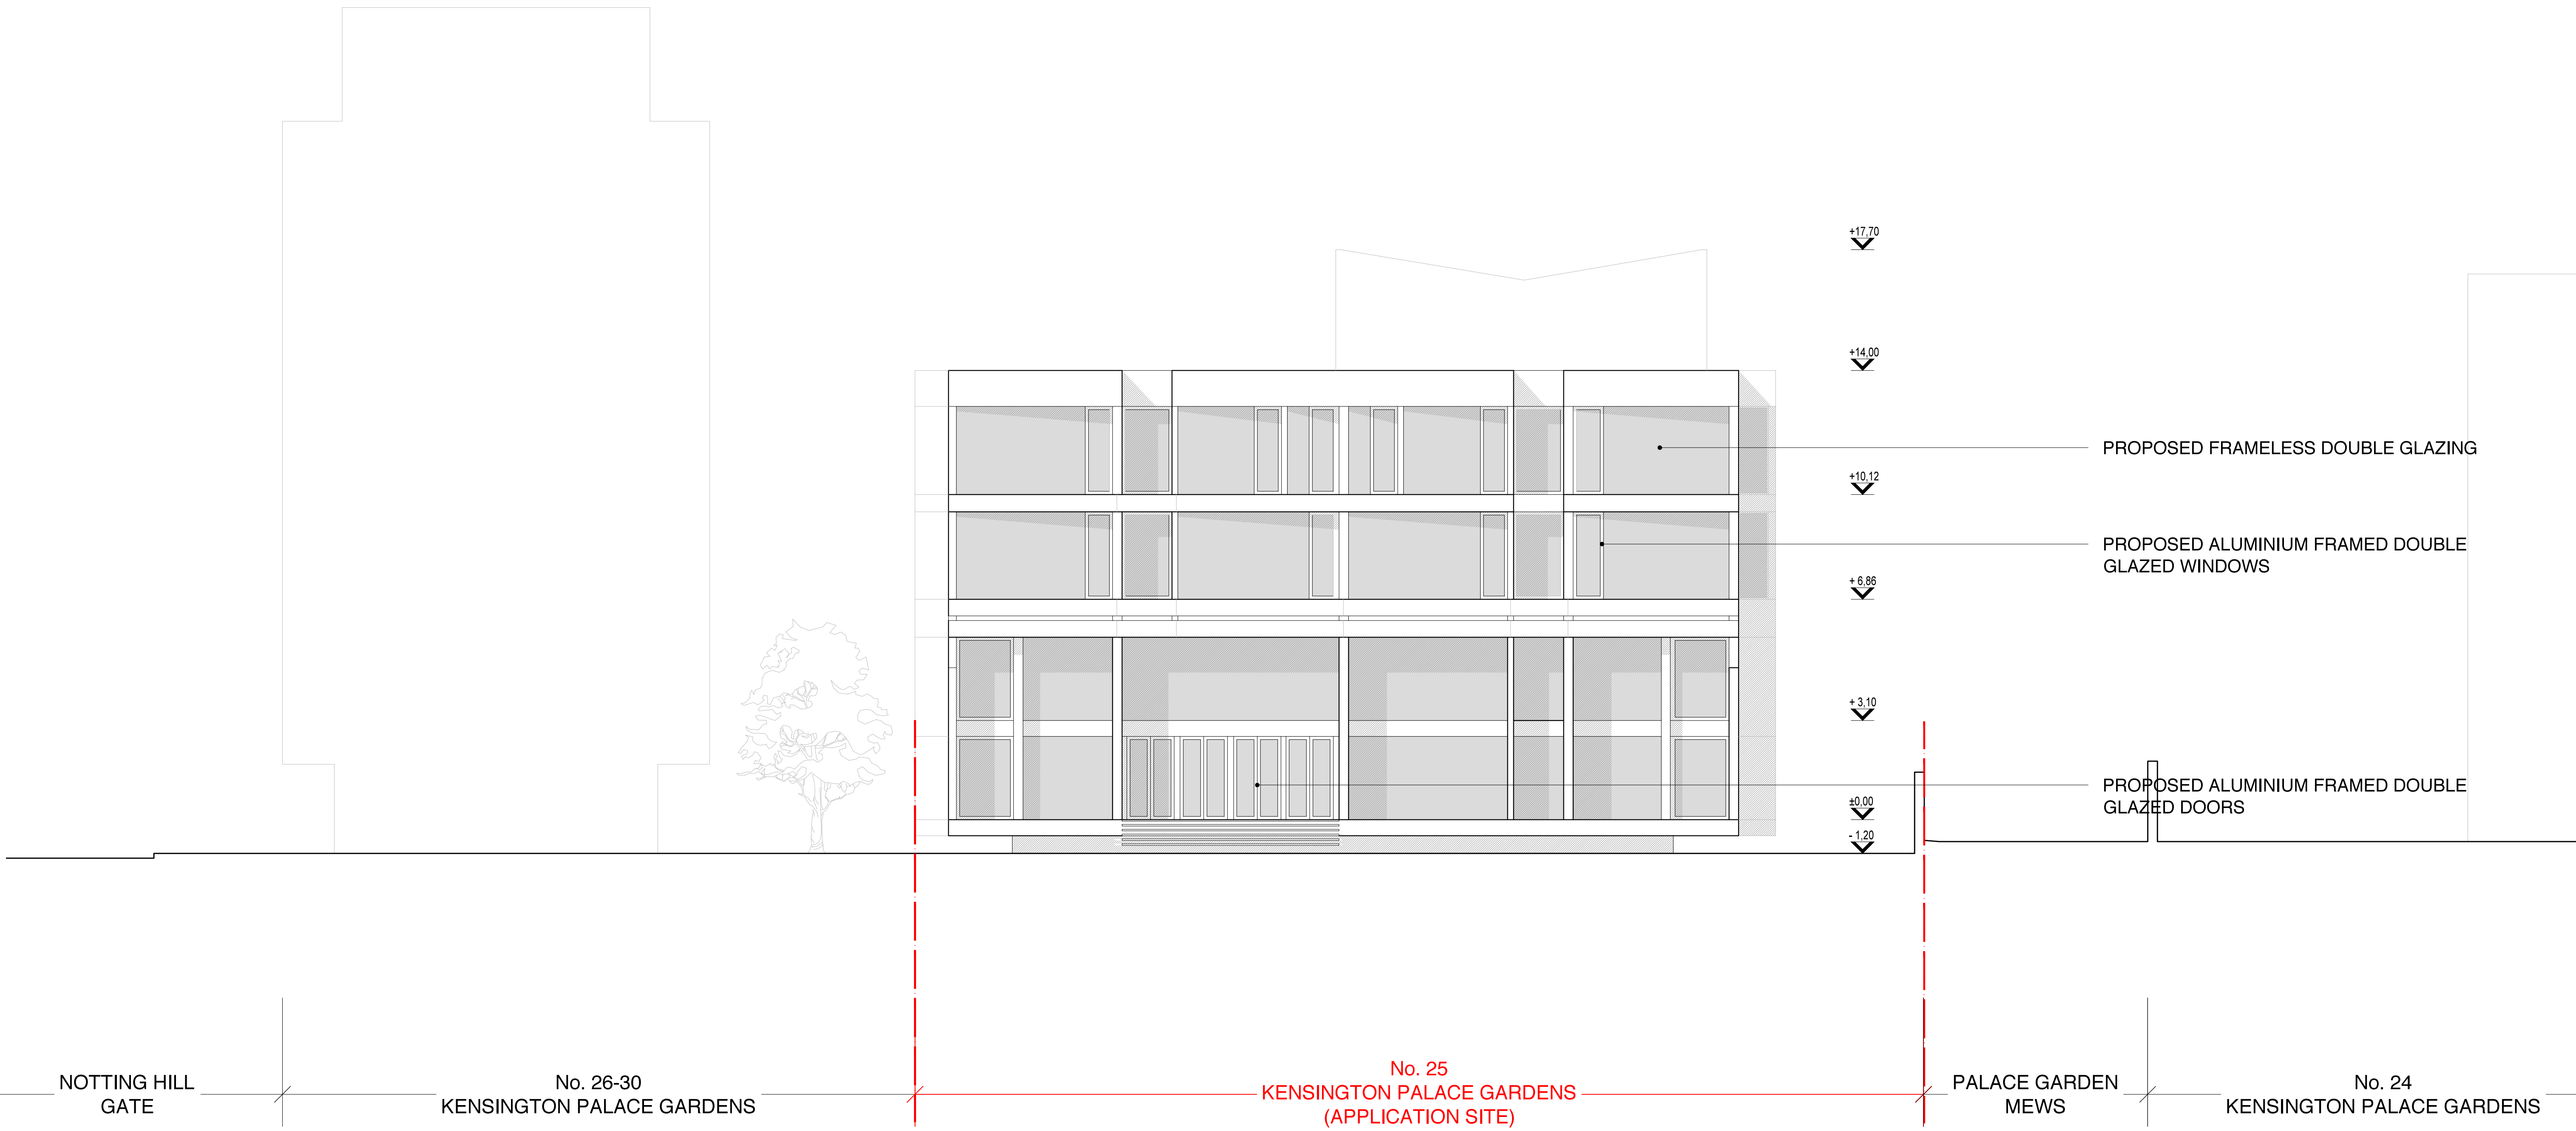 +17,70
+14,00
PROPOSED FRAMELESS DOUBLE GLAZING
+10,12
PROPOSED ALUMINIUM FRAMED DOUBLE
GLAZED WINDOWS
+ 6,86
+ 3,10
PROPOSED ALUMINIUM FRAMED DOUBLE
GLAZED DOORS
±0,00
- 1,20
NOTTING HILL
GATE
No. 26-30
KENSINGTON PALACE GARDENS
No. 25
KENSINGTON PALACE GARDENS
(APPLICATION SITE)
PALACE GARDEN
MEWS
No. 24
KENSINGTON PALACE GARDENS